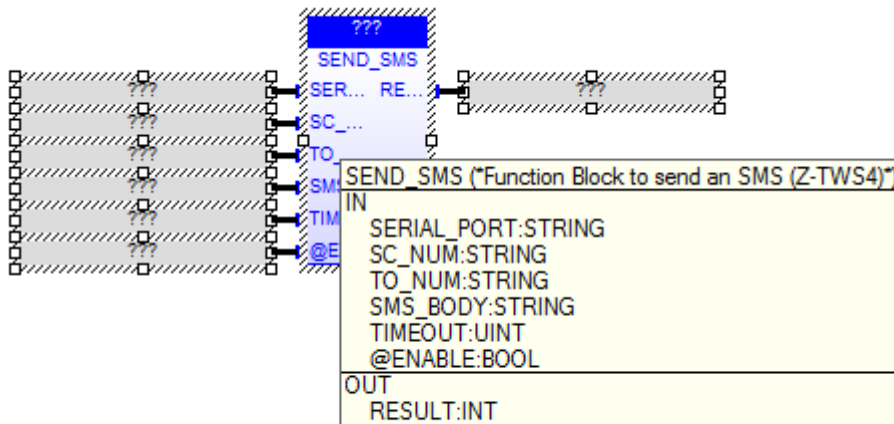 ???
SEND_SMS
??? SER... RE... ???
??? SC_...
??? TO_
??? SMS
??? TIM
??? @E
SEND_SMS (*Function Block to send an SMS (Z-TWS4)*)
IN
SERIAL_PORT:STRING
SC_NUM:STRING
TO_NUM:STRING
SMS_BODY:STRING
TIMEOUT:UINT
@ENABLE:BOOL
OUT
RESULT:INT